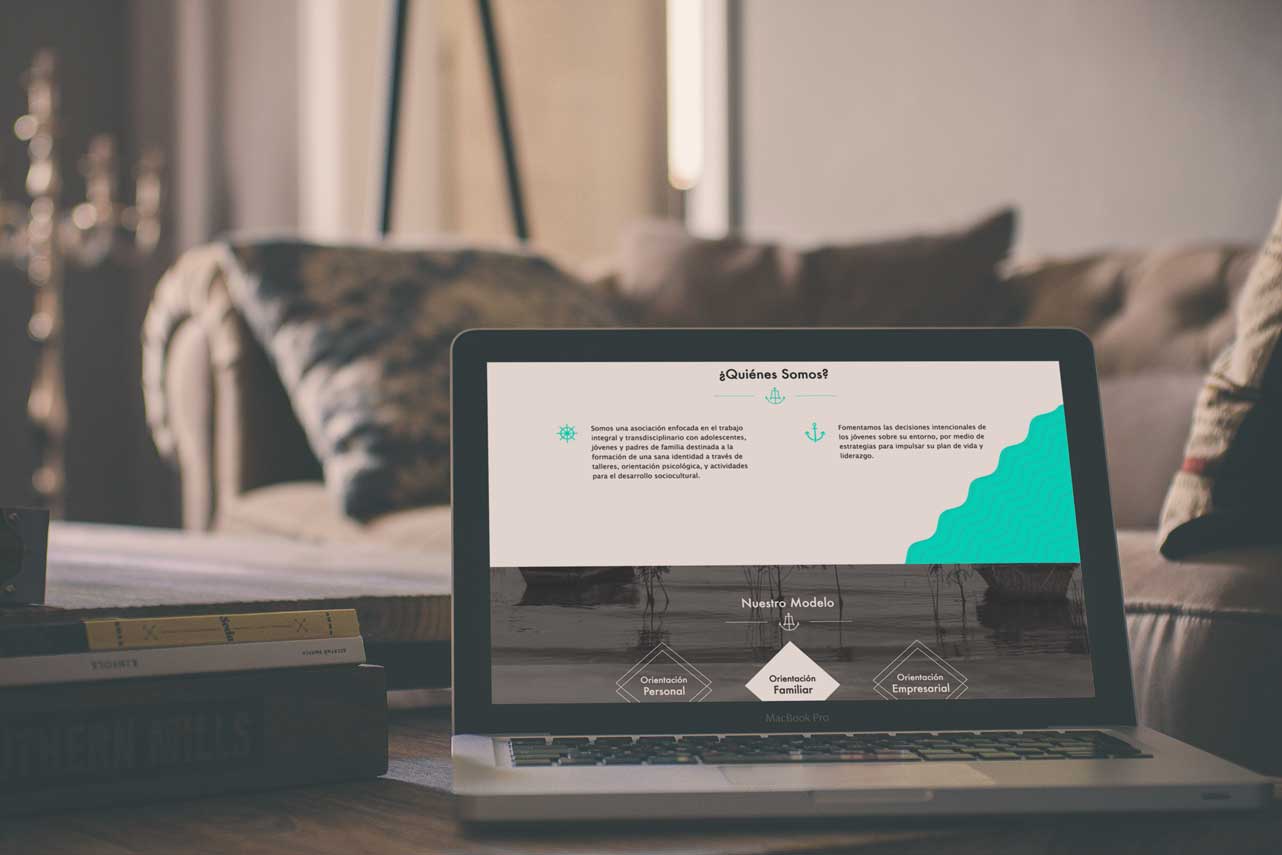 ¿Quiénes Somos?
Somos una asociación enfocada en el trabajo
integral y transdisciplinario con adolescentes,
jóvenes y padres de familia destinada a la
formación de una sana identidad a través de
talleres, orientación psicológica, y actividades
para el desarrollo sociocultural.
Fomentamos las decisiones intencionales de
los jóvenes sobre su entorno, por medio de
estrategias para impulsar su plan de vida y
liderazgo.
Nuestro Modelo
Orientación
Personal
Orientación
Familiar
Orientación
Empresarial
MacBook Pro
KINFOLK
MILLS